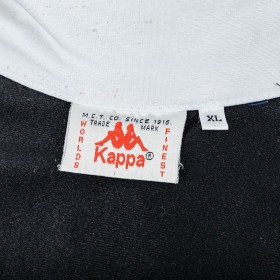 M.C.T. CO. SINCE 1916.
TRADE MARK
WORLDS
FINEST
Kappa®
XL